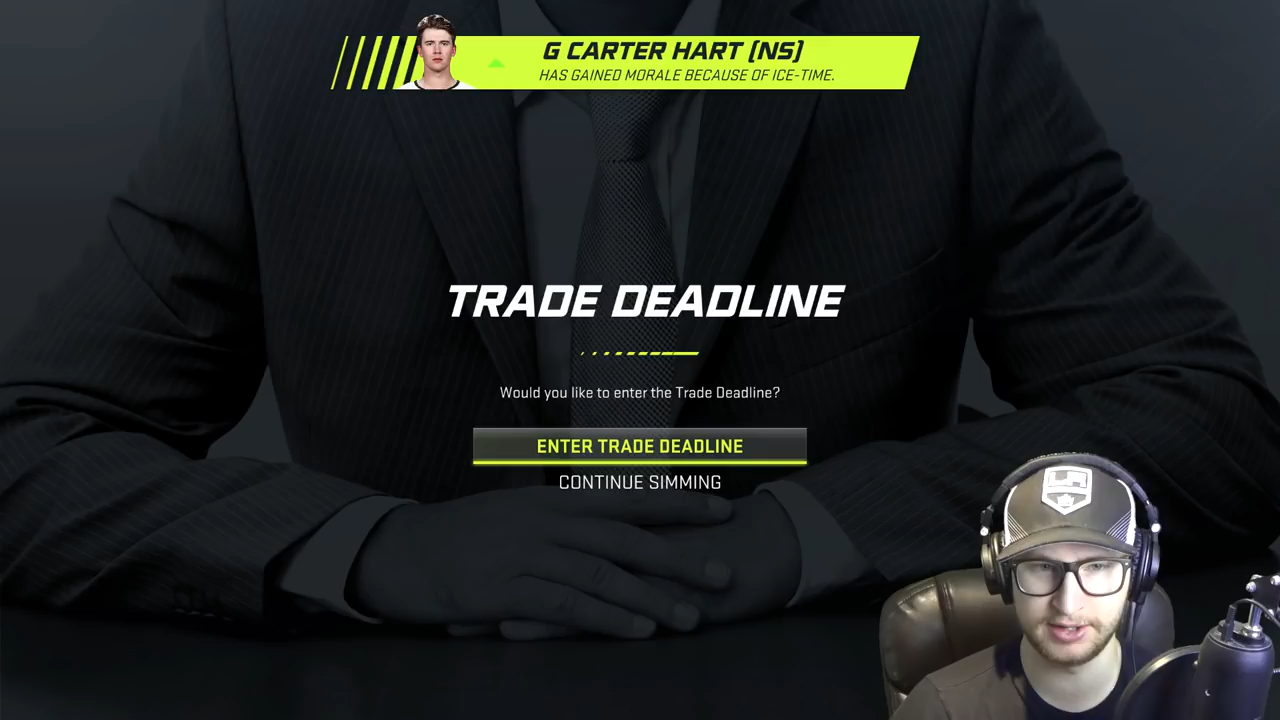 G CARTER HART (NS)
HAS GAINED MORALE BECAUSE OF ICE-TIME.
TRADE DEADLINE
Would you like to enter the Trade Deadline?
ENTER TRADE DEADLINE
CONTINUE SIMMING
LA